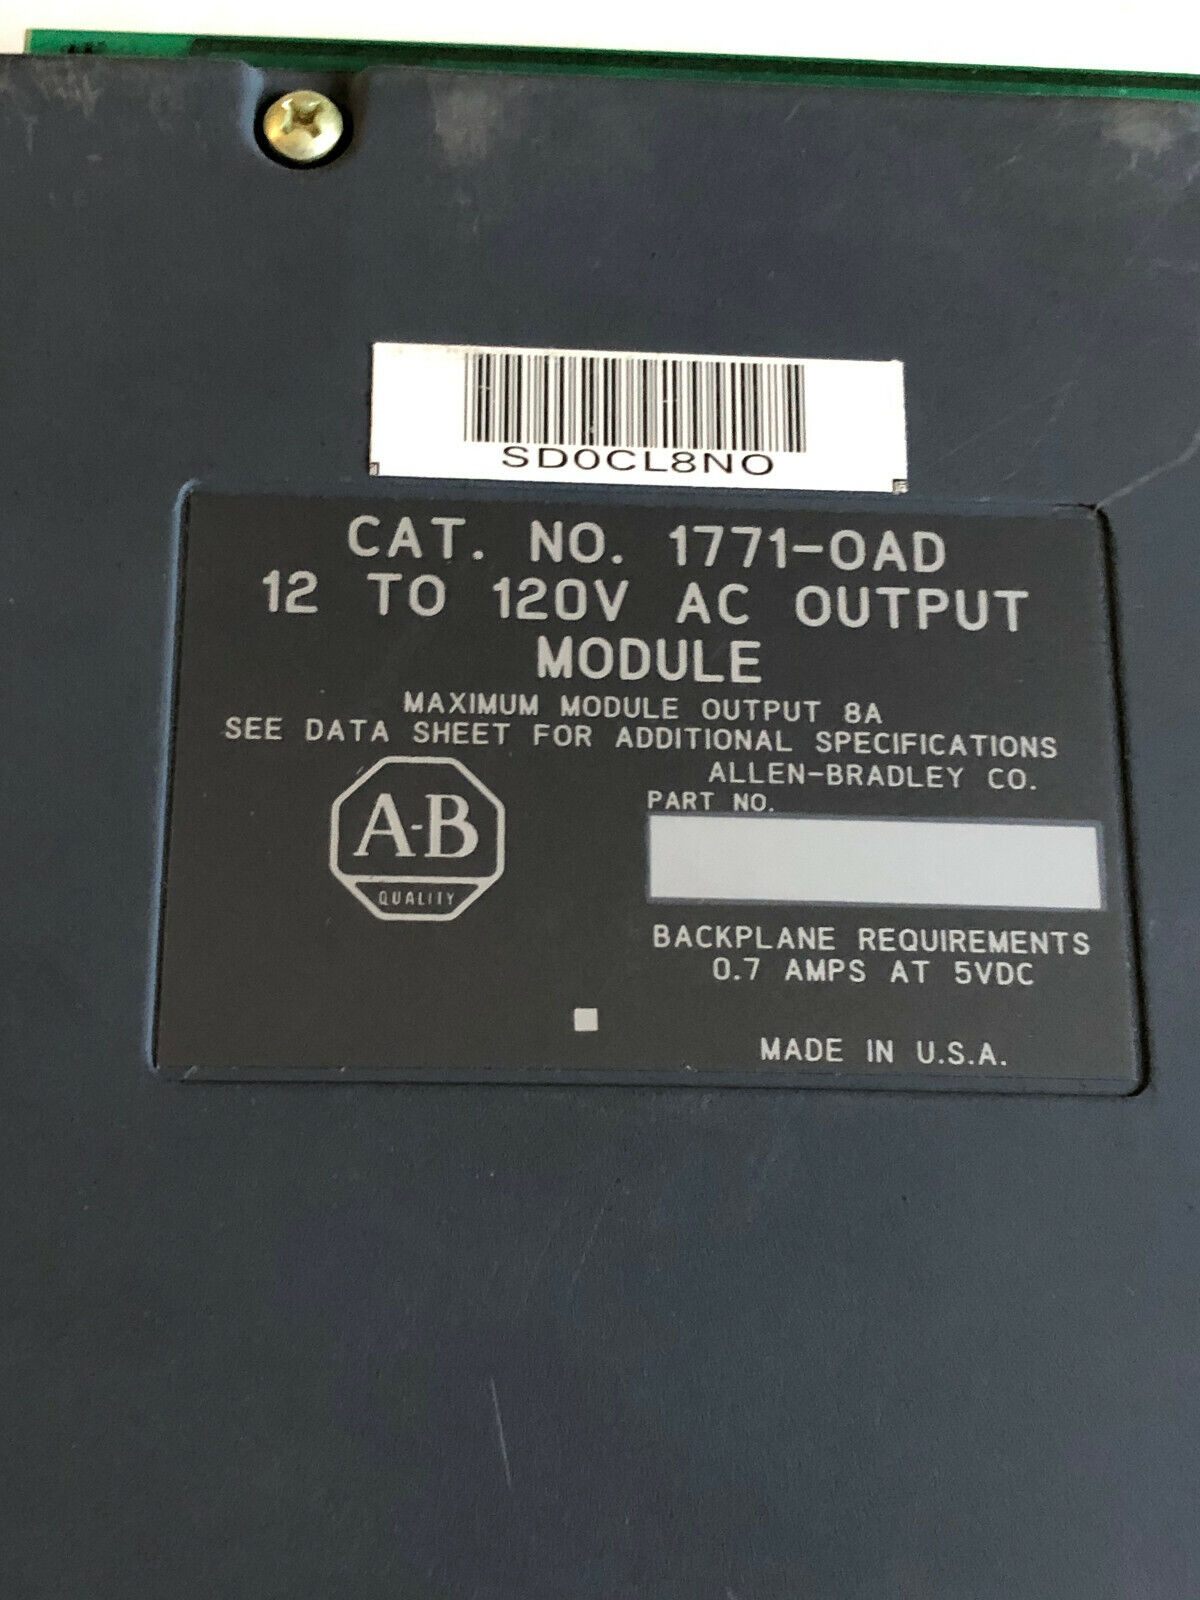 SD0CL8NO
CAT. NO. 1771-OAD
12 TO 120V AC OUTPUT
MODULE
MAXIMUM MODULE OUTPUT 8A
SEE DATA SHEET FOR ADDITIONAL SPECIFICATIONS
ALLEN-BRADLEY CO.
PART NO.
A-B
QUALITY
BACKPLANE REQUIREMENTS
0.7 AMPS AT 5VDC
MADE IN U.S.A.